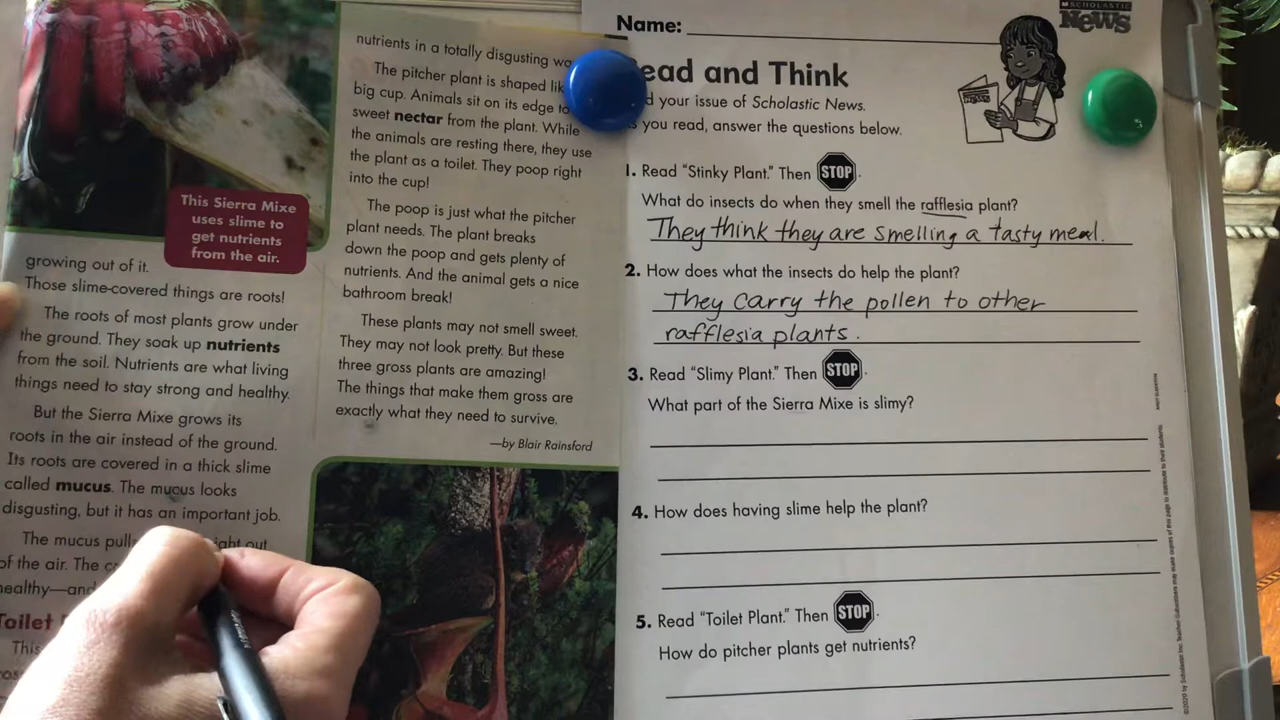 This Sierra Mixe
uses slime to
get nutrients
from the air.
growing out of it.
Those slime-covered things are roots!
The roots of most plants grow under
the ground. They soak up nutrients
from the soil. Nutrients are what living
things need to stay strong and healthy.
But the Sierra Mixe grows its
roots in the air instead of the ground.
Its roots are covered in a thick slime
called mucus. The mucus looks
disgusting, but it has an important job.
The mucus out
of the air. The
nutrients in a totally disgusting
The pitcher plant is shaped
big cup. Animals sit on its edge
sweet nectar from the plant. While
the animals are resting there, they use
the plant as a toilet. They poop right
into the cup!
The poop is just what the pitcher
plant needs. The plant breaks
down the poop and gets plenty of
nutrients. And the animal gets a nice
bathroom break!
These plants may not smell sweet.
They may not look pretty. But these
three gross plants are amazing!
The things that make them gross are
exactly what they need to survive.
—by Blair Rainsford
Toilet
Name:
SCHOLASTIC
News
and Think
your issue of Scholastic News.
you read, answer the questions below.
1. Read "Stinky Plant." Then STOP.
What do insects do when they smell the rafflesia plant?
They think they are smelling a tasty meal.
2. How does what the insects do help the plant?
They carry the pollen to other
rafflesia plants.
3. Read "Slimy Plant." Then STOP.
What part of the Sierra Mixe is slimy?
4. How does having slime help the plant?
5. Read "Toilet Plant." Then STOP.
How do pitcher plants get nutrients?